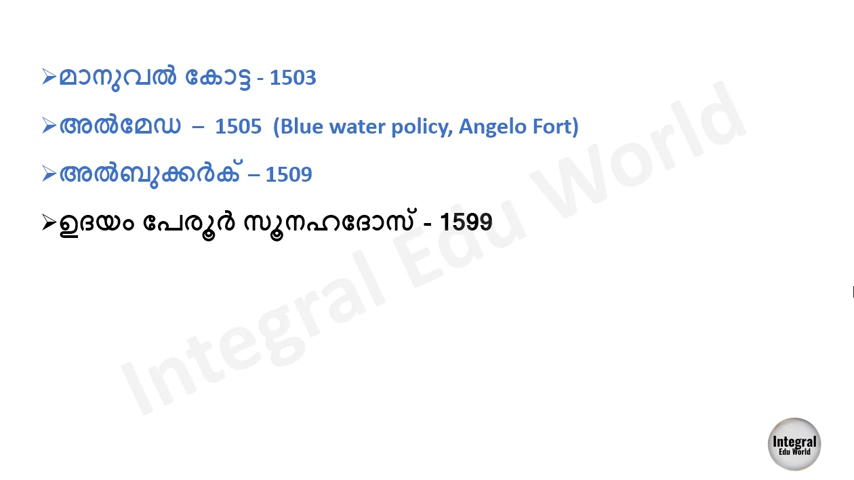 ➢മാനുവൽ കോട്ട - 1503
➢അൽമേഡ – 1505 (Blue water policy, Angelo Fort)
➢അൽബുക്കർക് – 1509
➢ഉദയം പേരൂർ സൂനഹദോസ് - 1599
Integral Edu World
Integral
Edu World